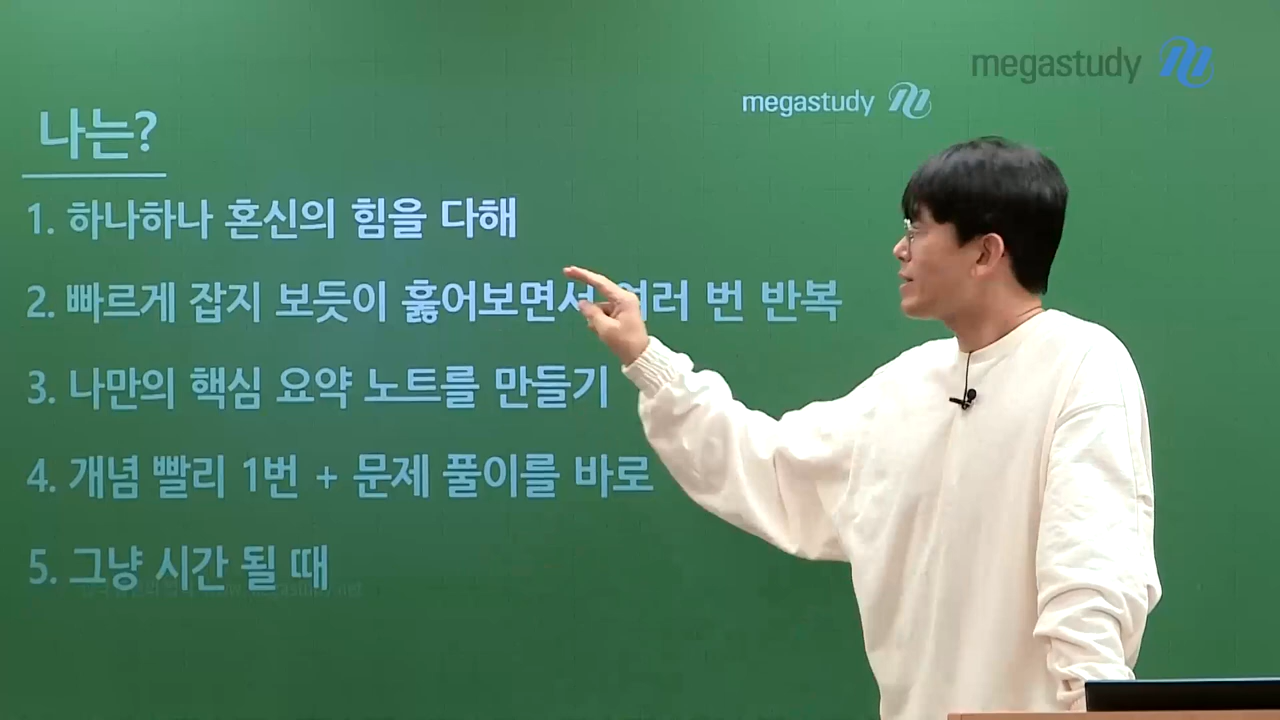 megastudy
megastudy
나는?
1. 하나하나 혼신의 힘을 다해
2. 빠르게 잡지 보듯이 훑어보면서 여러 번 반복
3. 나만의 핵심 요약 노트를 만들기
4. 개념 빨리 1번 + 문제 풀이를 바로
5. 그냥 시간 될 때